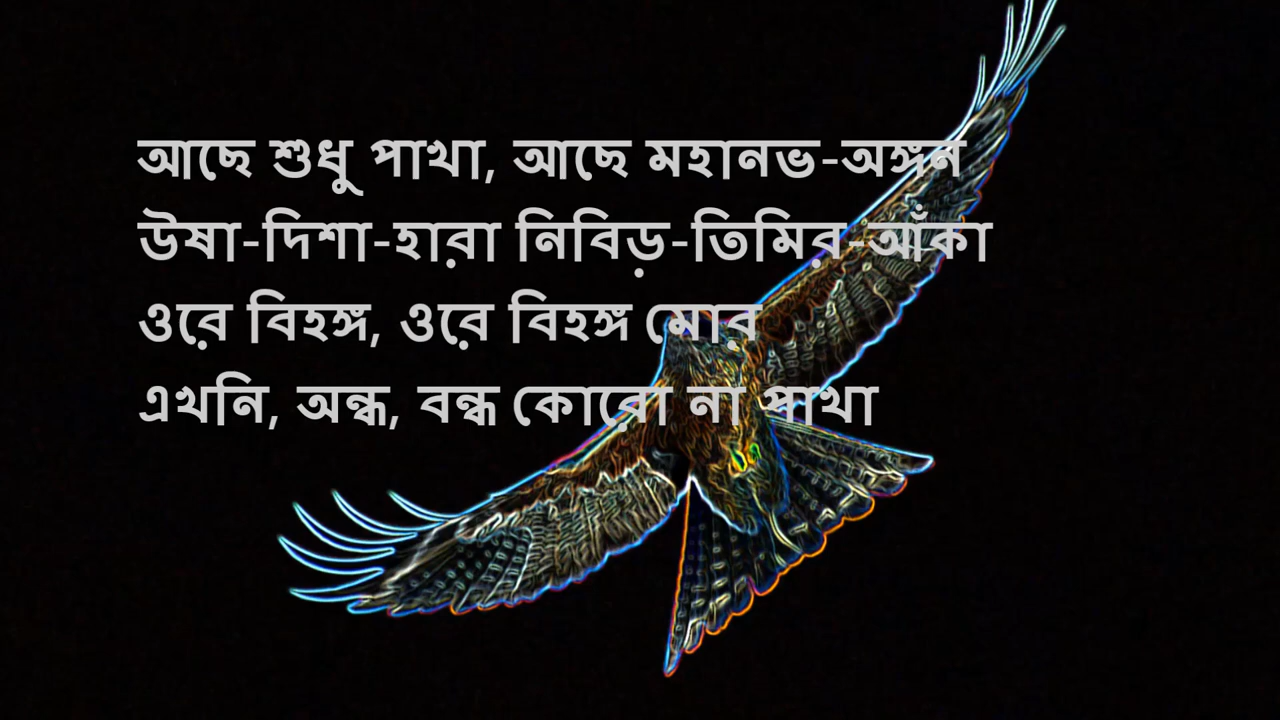 আছে শুধু পাখা, আছে মহানভ-অঙ্গন
উষা-দিশা-হারা নিবিড়-তিমির-আঁকা
ওরে বিহঙ্গ, ওরে বিহঙ্গ মোর
এখনি, অন্ধ, বন্ধ কোরো না পাখা